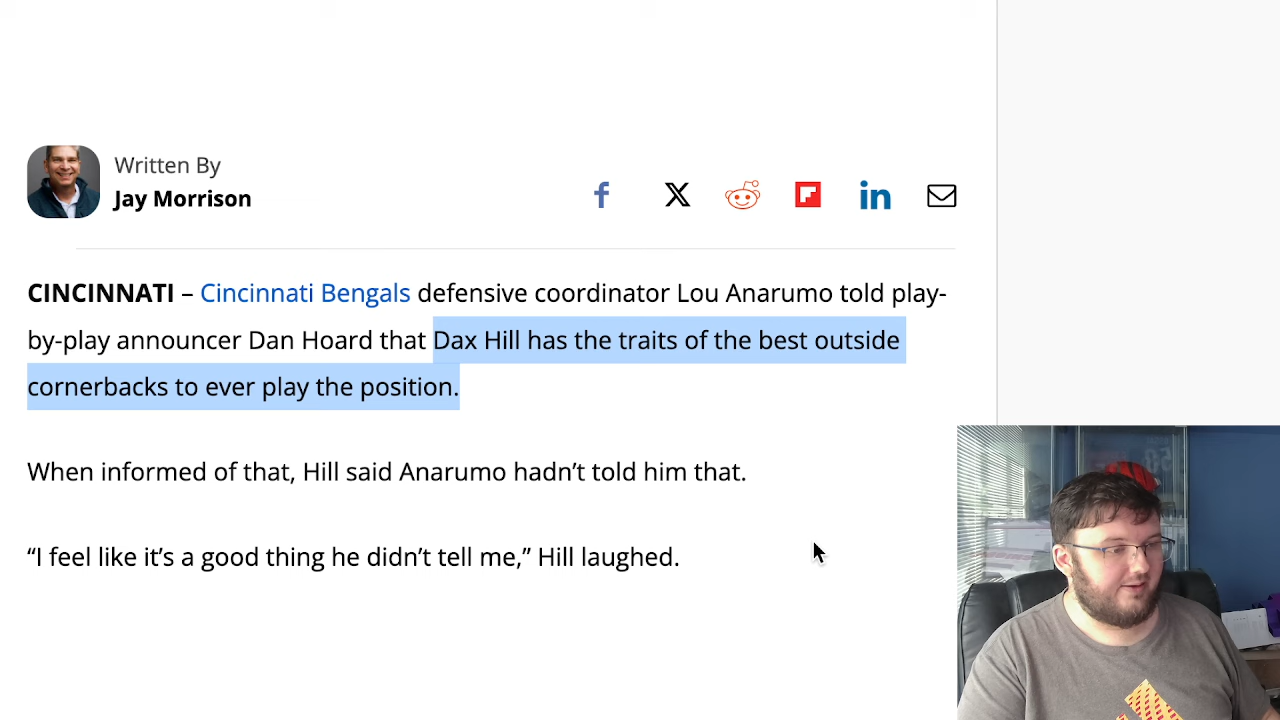 Written By
Jay Morrison
CINCINNATI – Cincinnati Bengals defensive coordinator Lou Anarumo told play-
by-play announcer Dan Hoard that Dax Hill has the traits of the best outside
cornerbacks to ever play the position.
When informed of that, Hill said Anarumo hadn’t told him that.
“I feel like it’s a good thing he didn’t tell me,” Hill laughed.